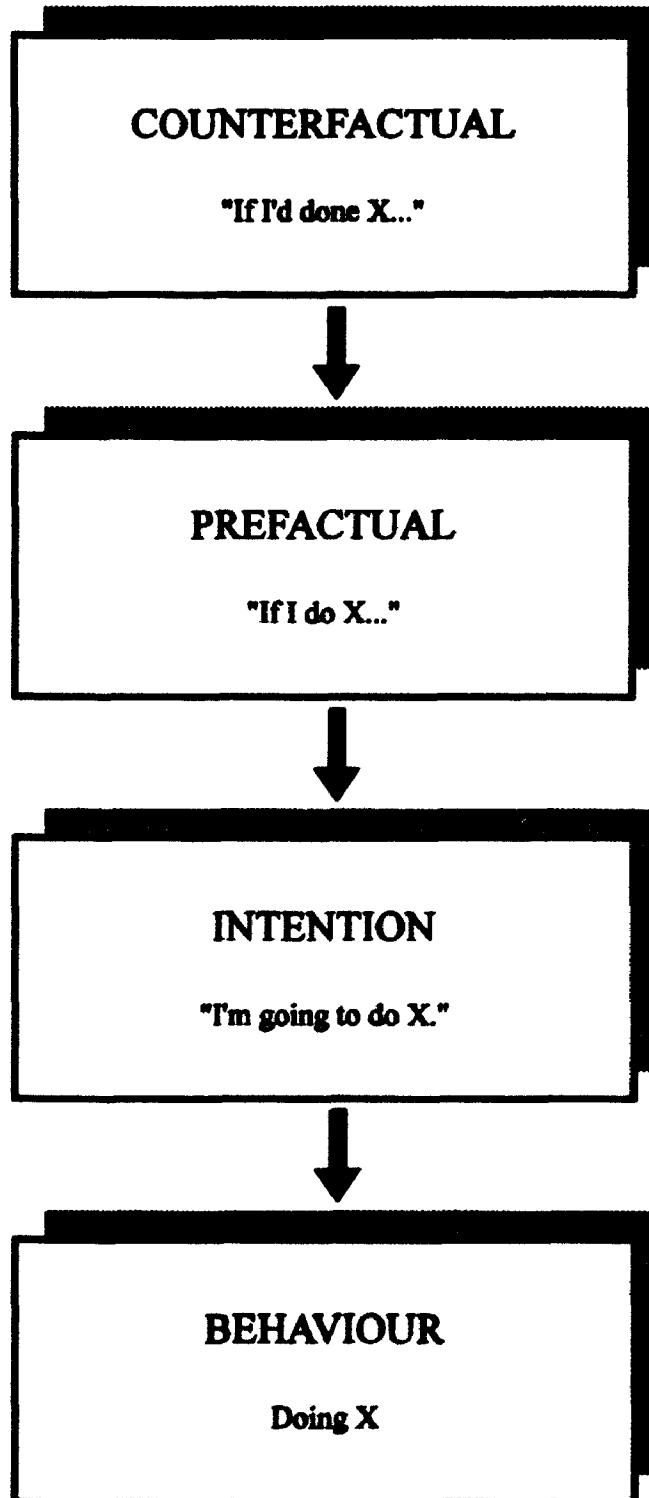 COUNTERFACTUAL
"If I'd done X..."
PREFACTUAL
"If I do X..."
INTENTION
"I'm going to do X."
BEHAVIOUR
Doing X